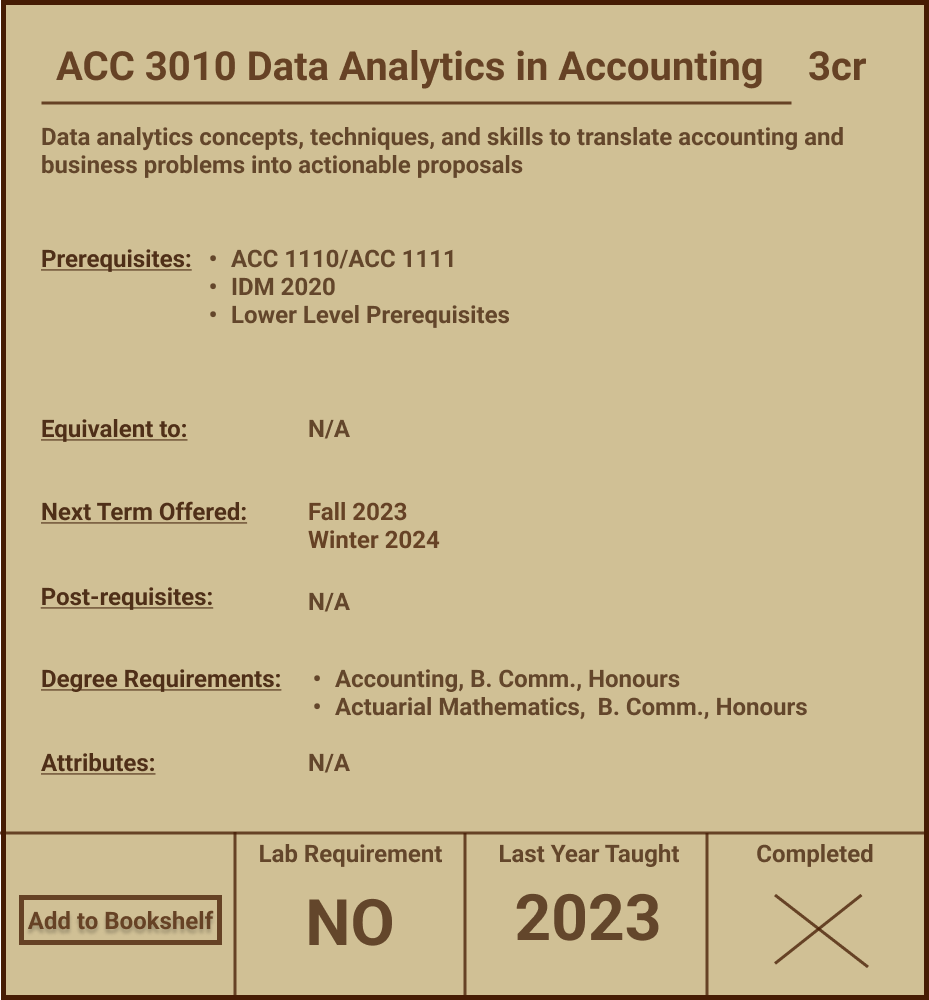 ACC 3010 Data Analytics in Accounting 3cr
Data analytics concepts, techniques, and skills to translate accounting and
business problems into actionable proposals
Prerequisites: • ACC 1110/ACC 1111
• IDM 2020
• Lower Level Prerequisites
Equivalent to: N/A
Next Term Offered: Fall 2023
Winter 2024
Post-requisites: N/A
Degree Requirements: • Accounting, B. Comm., Honours
• Actuarial Mathematics, B. Comm., Honours
Attributes: N/A
Lab Requirement Last Year Taught Completed
Add to Bookshelf NO 2023